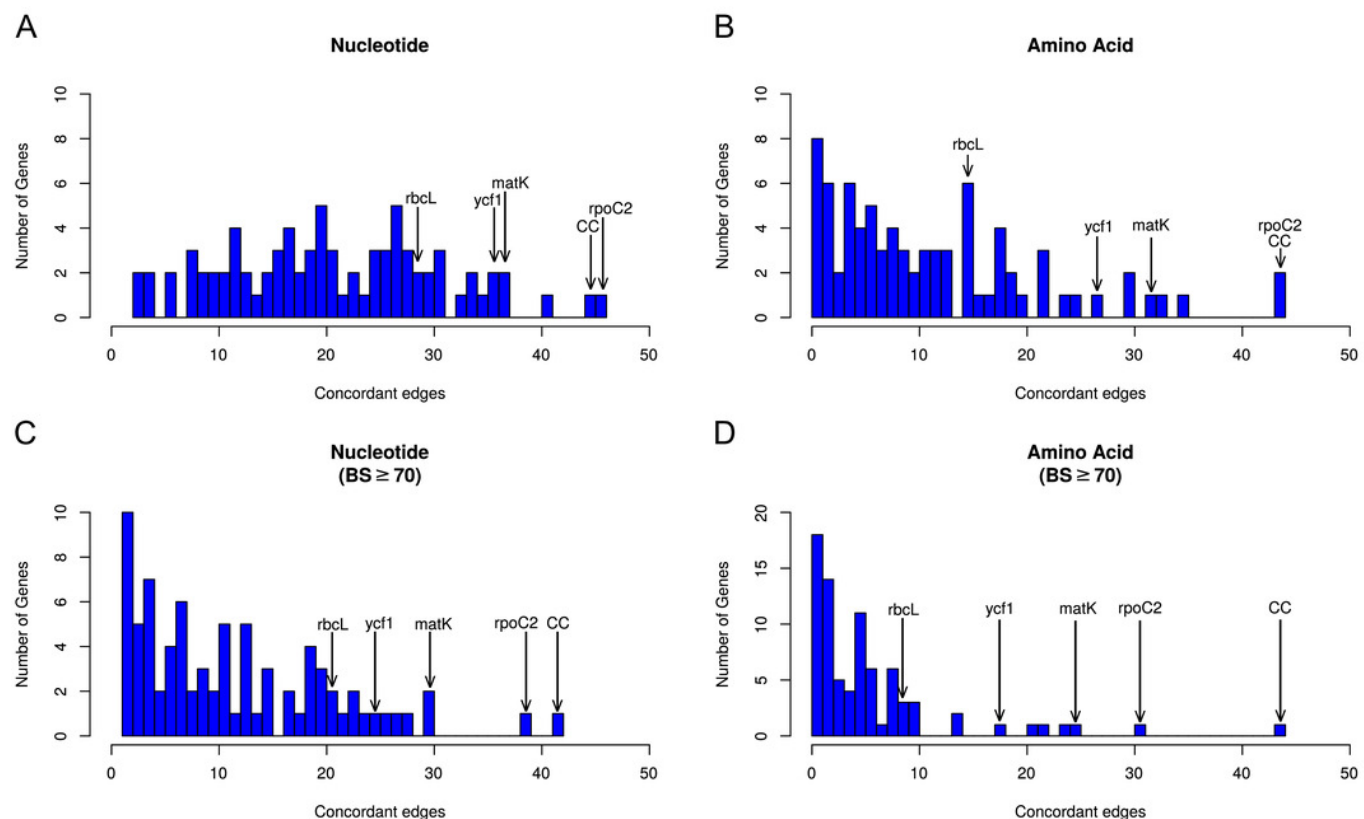 A
Nucleotide
Number of Genes
10
8
6
4
2
0
rbcL
ycf1
matK
CC
rpoC2
0 10 20 30 40 50
Concordant edges
B
Amino Acid
Number of Genes
10
8
6
4
2
0
rbcL
ycf1
matK
rpoC2
CC
0 10 20 30 40 50
Concordant edges
C
Nucleotide
(BS ≥ 70)
Number of Genes
10
8
6
4
2
0
rbcL ycf1 matK rpoC2 CC
0 10 20 30 40 50
Concordant edges
D
Amino Acid
(BS ≥ 70)
Number of Genes
20
15
10
5
0
rbcL ycf1 matK rpoC2 CC
0 10 20 30 40 50
Concordant edges